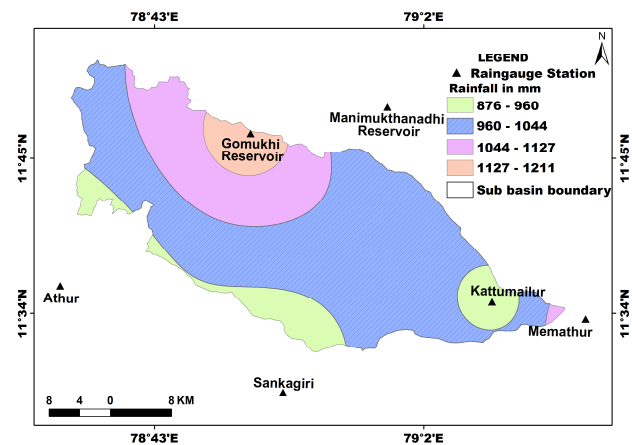 78°43'E
79°2'E
N
LEGEND
Raingauge Station
Rainfall in mm
876 - 960
960 - 1044
1044 - 1127
1127 - 1211
Sub basin boundary
Manimukthanadhi
Reservoir
Gomukhi
Reservoir
11°45'N
11°45'N
Kattumailur
Athur
11°34'N
11°34'N
Memathur
Sankagiri
8 4 0 8 KM
78°43'E
79°2'E